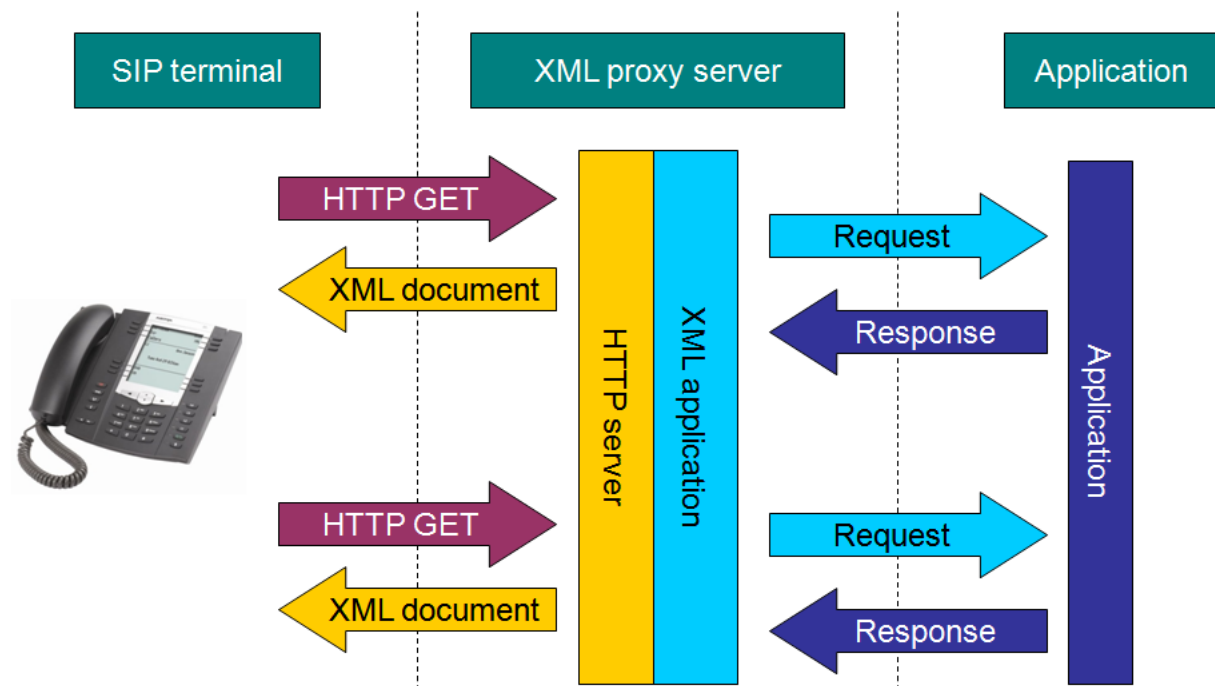 SIP terminal
XML proxy server
Application
HTTP GET
XML document
Request
Response
HTTP server
XML application
Application
HTTP GET
XML document
Request
Response